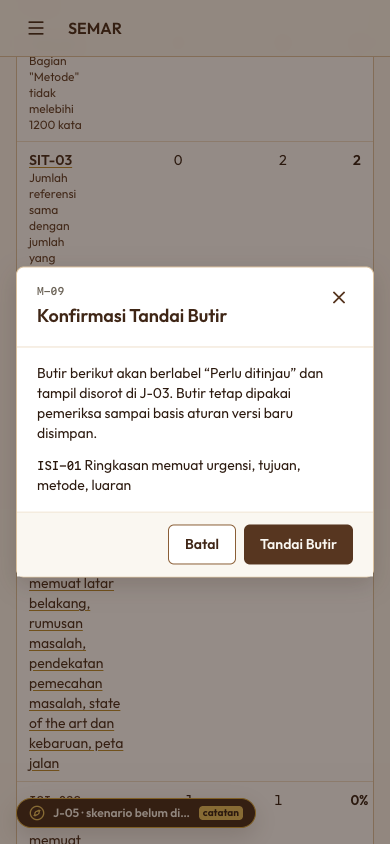 SEMAR
Bagian
"Metode"
tidak
melebihi
1200 kata
SIT-03 0 2 2
Jumlah
referensi
sama
dengan
jumlah
yang
M-09
Konfirmasi Tandai Butir
Butir berikut akan berlabel “Perlu ditinjau” dan
tampil disorot di J-03. Butir tetap dipakai
pemeriksa sampai basis aturan versi baru
disimpan.
ISI-01 Ringkasan memuat urgensi, tujuan,
metode, luaran
Batal Tandai Butir
memuat latar
belakang,
rumusan
masalah,
pendekatan
pemecahan
masalah, state
of the art dan
kebaruan, peta
jalan
1 0%
J-05 · skenario belum di... catatan
memuat